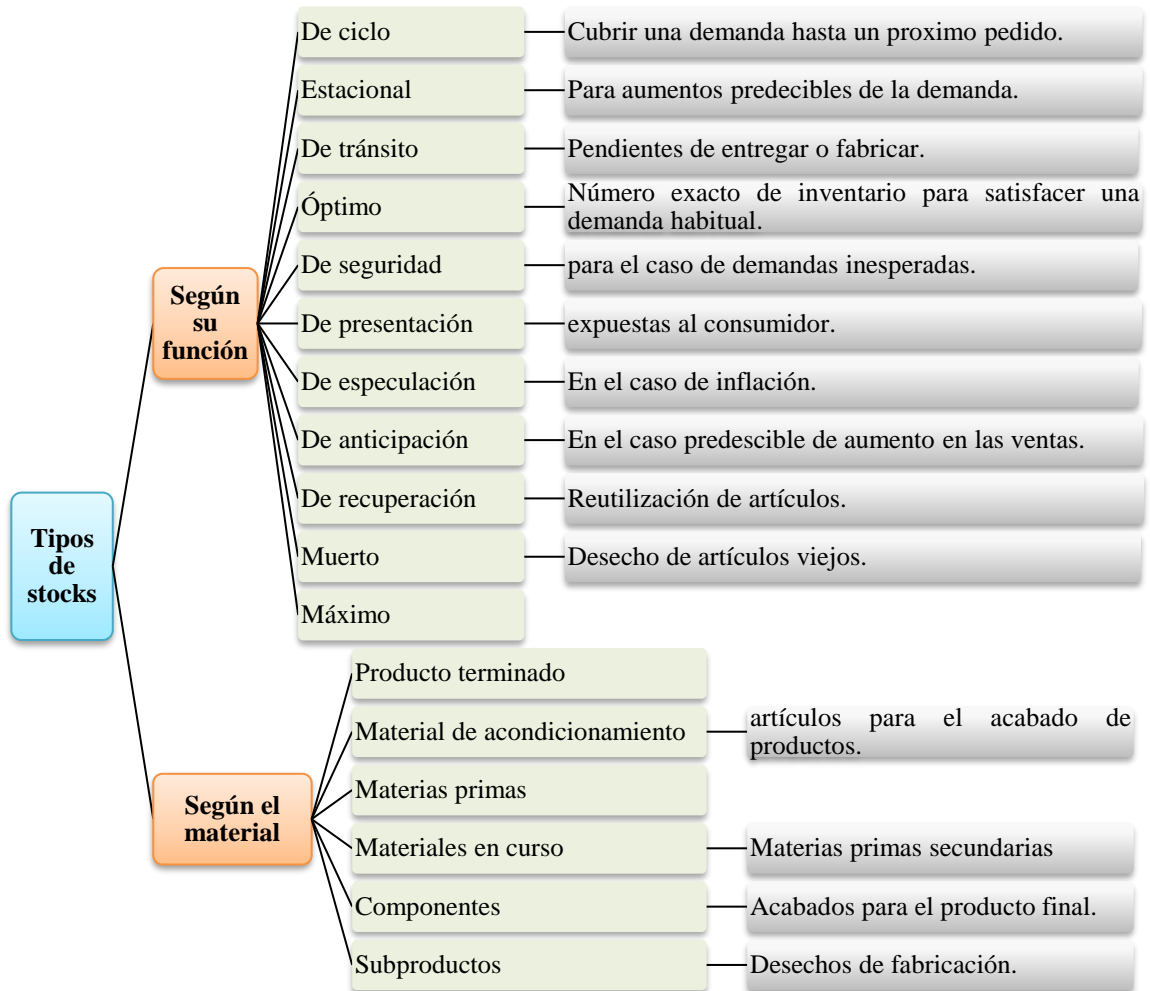 Tipos
de
stocks
Según
su
función
De ciclo
Cubrir una demanda hasta un proximo pedido.
Estacional
Para aumentos predecibles de la demanda.
De tránsito
Pendientes de entregar o fabricar.
Óptimo
Número exacto de inventario para satisfacer una
demanda habitual.
De seguridad
para el caso de demandas inesperadas.
De presentación
expuestas al consumidor.
De especulación
En el caso de inflación.
De anticipación
En el caso predescible de aumento en las ventas.
De recuperación
Reutilización de artículos.
Muerto
Desecho de artículos viejos.
Máximo
Según el
material
Producto terminado
Material de acondicionamiento
artículos para el acabado de
productos.
Materias primas
Materiales en curso
Materias primas secundarias
Componentes
Acabados para el producto final.
Subproductos
Desechos de fabricación.